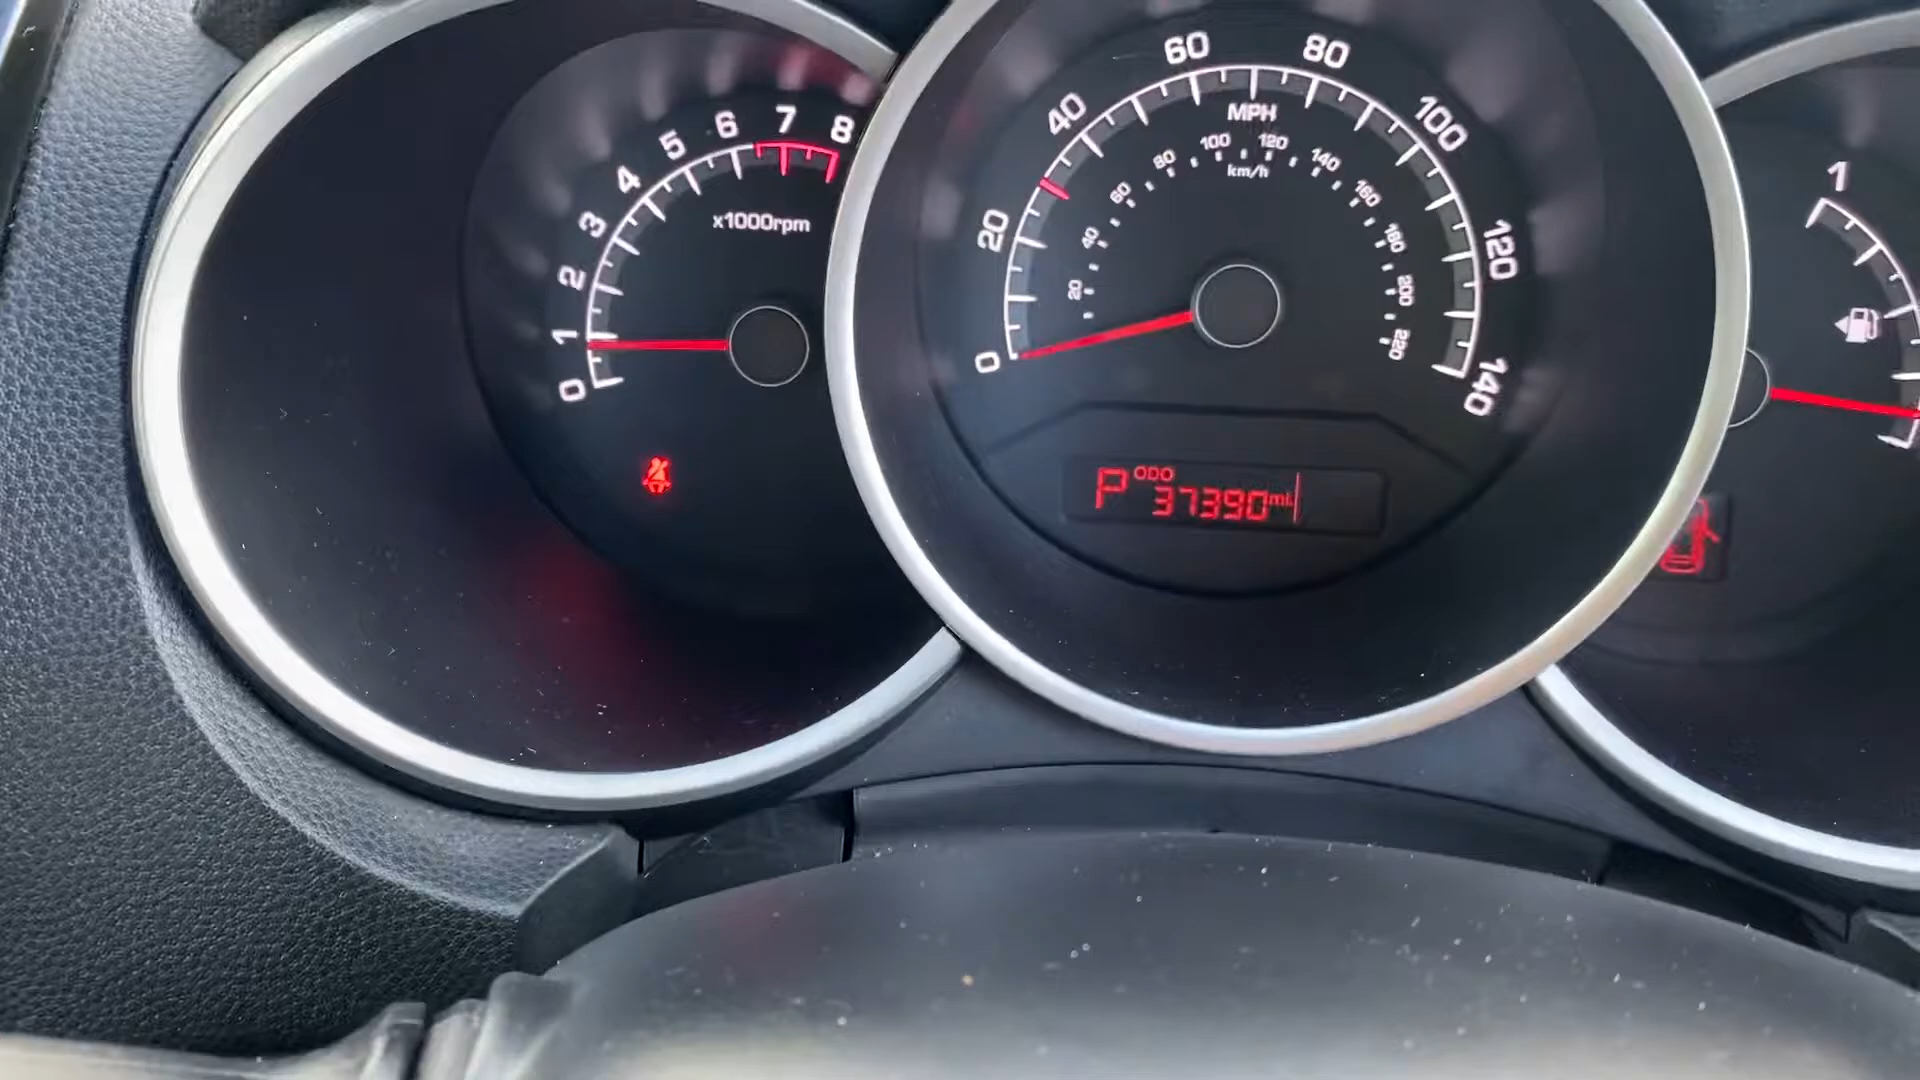 0 1 2 3 4 5 6 7 8
x1000rpm
0 20 40 60 80 100 120 140
MPH
20 40 60 80 100 120 140 160 180 200 220
km/h
P ODO 37390 mi.
1